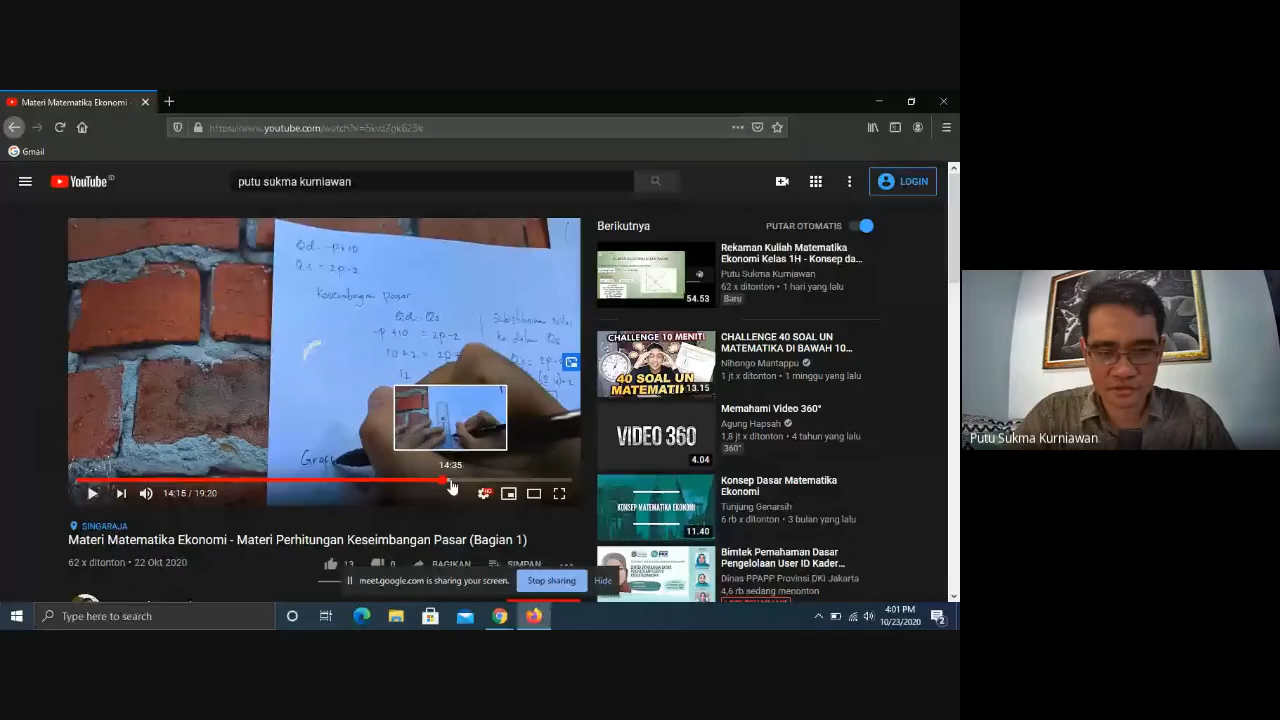 Materi Matematika Ekonomi -
https://www.youtube.com/watch?v=
Gmail
YouTube ID
putu sukma kurniawan
LOGIN
Qd = -p+10
Qs = 2p-2
Keseimbangan pasar
Qd = Qs
-p+10 = 2p-2
Substitusikan Nilai
ke dalam Qs
14:35
14:15 / 19:20
HD
SINGARAJA
Materi Matematika Ekonomi - Materi Perhitungan Keseimbangan Pasar (Bagian 1)
62 x ditonton • 22 Okt 2020
13
0
BAGIKAN
SIMPAN
meet.google.com is sharing your screen.
Stop sharing
Hide
Berikutnya
PUTAR OTOMATIS
54.53
Rekaman Kuliah Matematika
Ekonomi Kelas 1H - Konsep da...
Putu Sukma Kurniawan
62 x ditonton • 1 hari yang lalu
Baru
CHALLENGE 10 MENIT!
40 SOAL UN
MATEMATIK
13.15
CHALLENGE 40 SOAL UN
MATEMATIKA DI BAWAH 10...
Nihongo Mantappu
1 jt x ditonton • 1 minggu yang lalu
VIDEO 360°
4.04
Memahami Video 360°
Agung Hapsah
1,8 jt x ditonton • 4 tahun yang lalu
360°
KONSEP MATEMATIKA EKONOMI
11.40
Konsep Dasar Matematika
Ekonomi
Tunjung Genarsih
6 rb x ditonton • 3 bulan yang lalu
Bimtek Pemahaman Dasar
Pengelolaan User ID Kader...
Dinas PPAPP Provinsi DKI Jakarta
4,6 rb sedang menonton
Type here to search
4:01 PM
10/23/2020
2
Putu Sukma Kurniawan